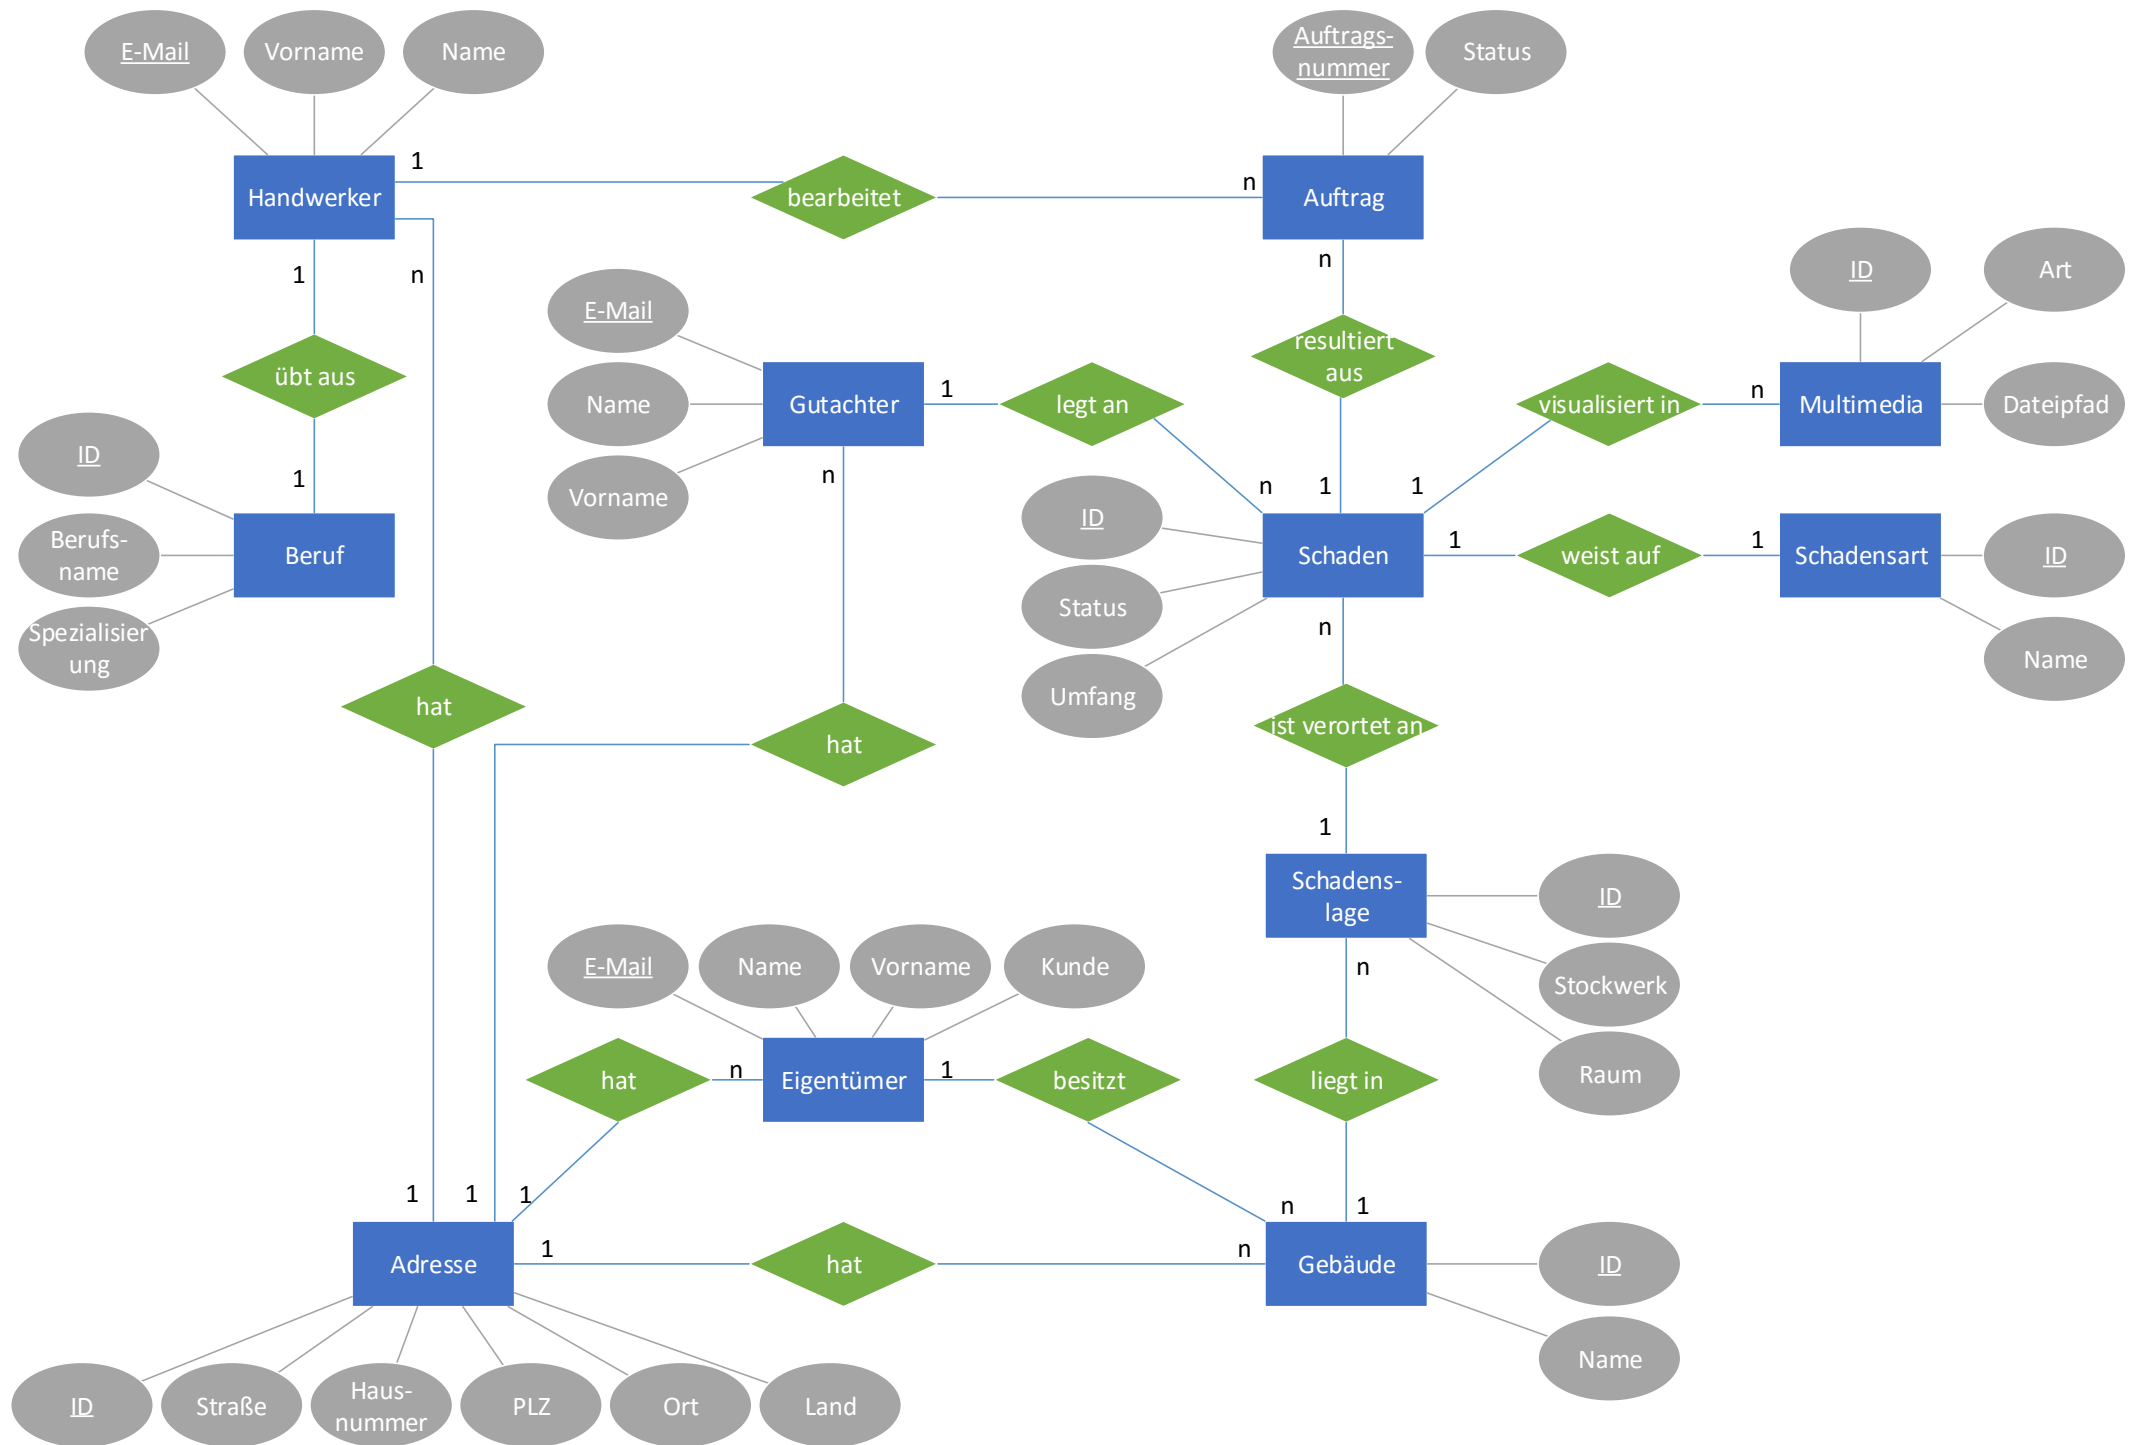 E-Mail
Vorname
Name
Auftrags-
nummer
Status
1
Handwerker
bearbeitet
n
Auftrag
1
n
n
ID
Art
E-Mail
resultiert
aus
übt aus
1
legt an
visualisiert in
n
Multimedia
Name
Gutachter
Dateipfad
ID
1
n
n
1
1
Vorname
ID
Berufs-
name
Beruf
Schaden
1
weist auf
1
Schadensart
ID
Status
n
Spezialisier
ung
Name
Umfang
hat
hat
ist verortet an
1
Schadens-
lage
ID
E-Mail
Name
Vorname
Kunde
n
Stockwerk
hat
n
Eigentümer
1
besitzt
liegt in
Raum
1
1
1
n
1
Adresse
1
hat
n
Gebäude
ID
Name
ID
Straße
Haus-
nummer
PLZ
Ort
Land